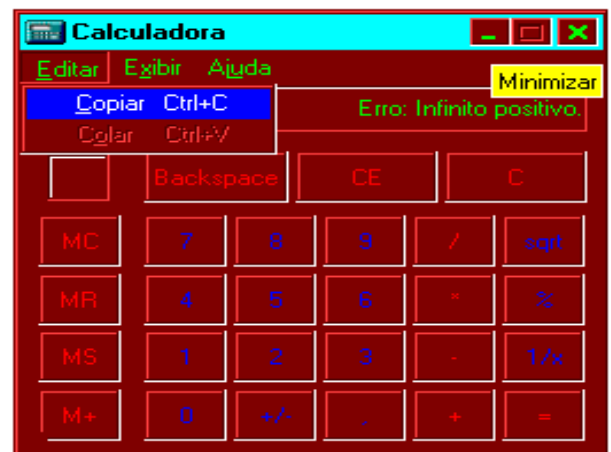 Calculadora
Editar Exibir Ajuda
Minimizar
Copiar Ctrl+C
Colar Ctrl+V
Erro: Infinito positivo.
Backspace CE C
MC 7 8 9 / sqrt
MR 4 5 6 * %
MS 1 2 3 - 1/x
M+ 0 +/- . + =